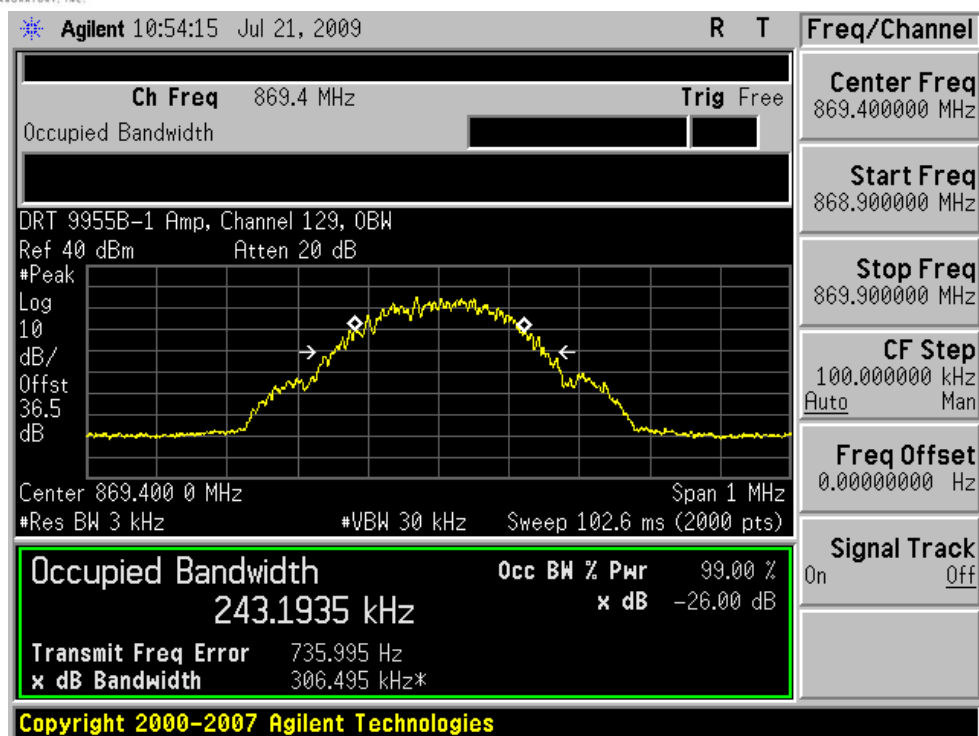 Agilent 10:54:15 Jul 21, 2009 R T
Freq/Channel
Ch Freq 869.4 MHz Trig Free
Occupied Bandwidth
Center Freq
869.400000 MHz
Start Freq
868.900000 MHz
Stop Freq
869.900000 MHz
CF Step
100.000000 kHz
Auto Man
Freq Offset
0.00000000 Hz
Signal Track
On Off
DRT 9955B-1 Amp, Channel 129, OBW
Ref 40 dBm Atten 20 dB
#Peak
Log
10
dB/
Offst
36.5
dB
Center 869.400 0 MHz Span 1 MHz
#Res BW 3 kHz #VBW 30 kHz Sweep 102.6 ms (2000 pts)
Occupied Bandwidth
243.1935 kHz
Occ BW % Pwr 99.00 %
x dB -26.00 dB
Transmit Freq Error 735.995 Hz
x dB Bandwidth 306.495 kHz*
Copyright 2000-2007 Agilent Technologies